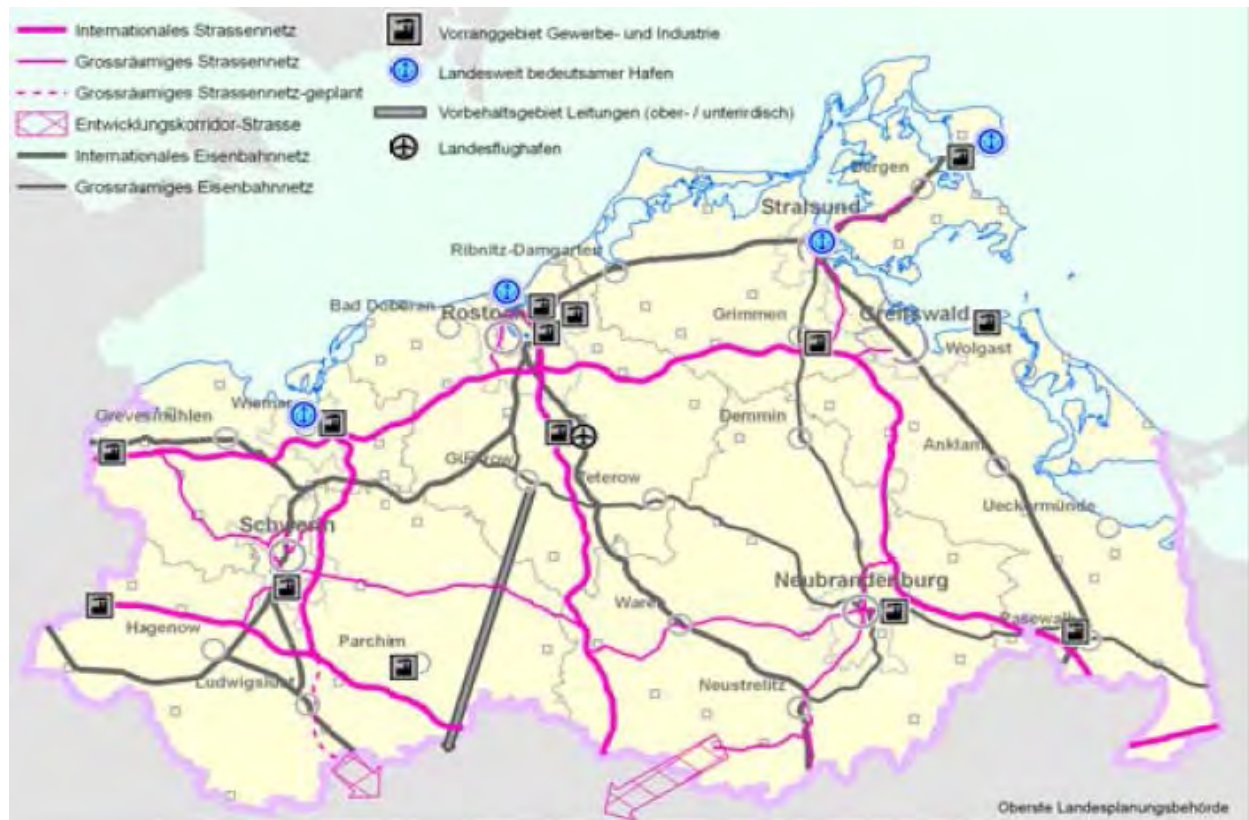 Internationales Strassennetz
Grossräumiges Strassennetz
Grossräumiges Strassennetz-geplant
Entwicklungskorridor-Strasse
Internationales Eisenbahnnetz
Grossräumiges Eisenbahnnetz
Vorranggebiet Gewerbe- und Industrie
Landesweit bedeutsamer Hafen
Vorbehaltsgebiet Leitungen (ober- / unterirdisch)
Landesflughafen
Bergen
Stralsund
Ribnitz-Damgarten
Bad Doberan
Rostock
Grimmen
Greifswald
Wolgast
Wismar
Grevesmühlen
Demmin
Anklam
Güstrow
Teterow
Ueckermünde
Schwerin
Neubrandenburg
Waren
Pasewalk
Hagenow
Parchim
Ludwigslust
Neustrelitz
Oberste Landesplanungsbehörde